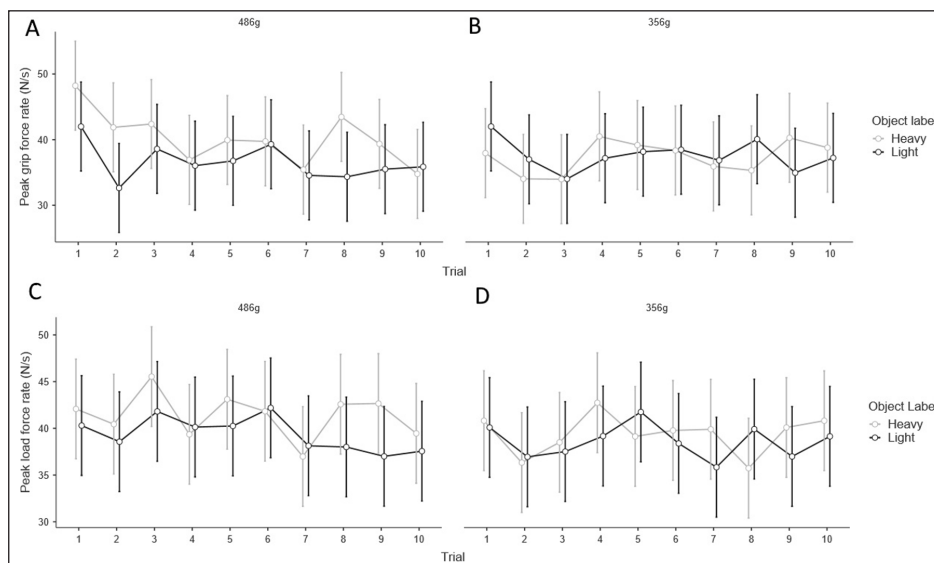 A
486g
B
356g
Peak grip force rate (N/s)
50
40
30
1 2 3 4 5 6 7 8 9 10
1 2 3 4 5 6 7 8 9 10
Trial
Object label
Heavy
Light
C
486g
D
356g
Peak load force rate (N/s)
50
45
40
35
30
1 2 3 4 5 6 7 8 9 10
1 2 3 4 5 6 7 8 9 10
Trial
Object Label
Heavy
Light